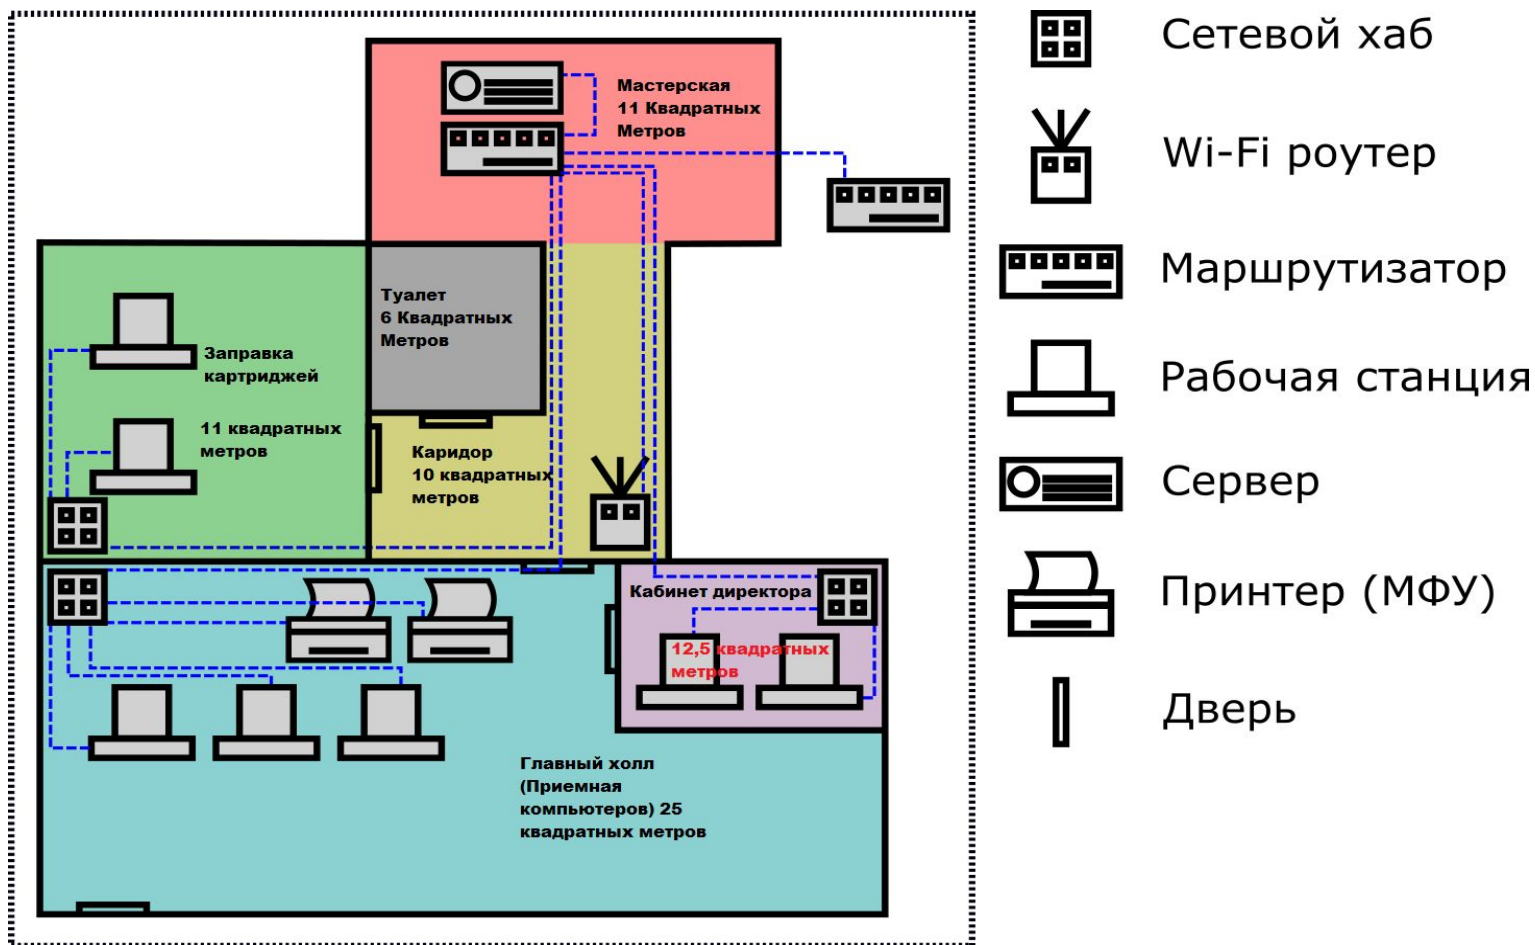 Мастерская
11 Квадратных
Метров
Туалет
6 Квадратных
Метров
Заправка
картриджей
11 квадратных
метров
Каридор
10 квадратных
метров
Кабинет директора
12,5 квадратных
метров
Главный холл
(Приемная
компьютеров) 25
квадратных метров
Сетевой хаб
Wi-Fi роутер
Маршрутизатор
Рабочая станция
Сервер
Принтер (МФУ)
Дверь